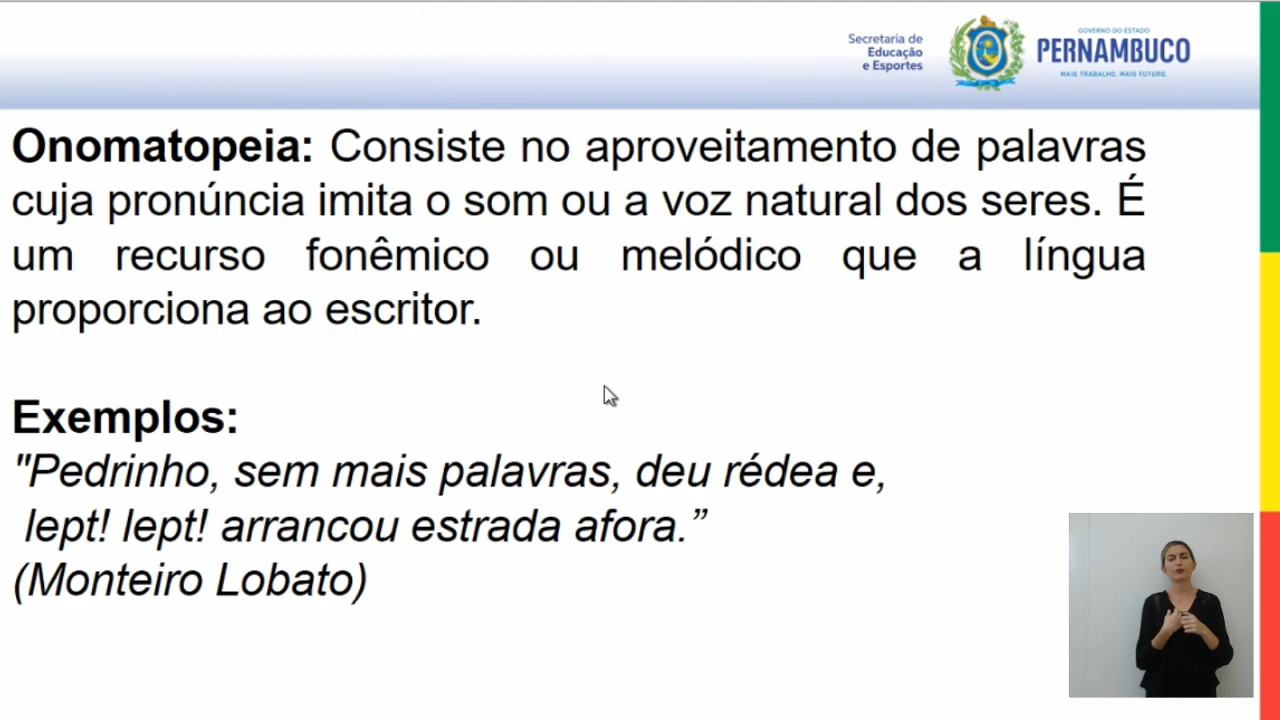 Secretaria de
Educação
e Esportes
GOVERNO DO ESTADO
PERNAMBUCO
MAIS TRABALHO, MAIS FUTURO.
Onomatopeia: Consiste no aproveitamento de palavras
cuja pronúncia imita o som ou a voz natural dos seres. É
um recurso fonêmico ou melódico que a língua
proporciona ao escritor.
Exemplos:
"Pedrinho, sem mais palavras, deu rédea e,
lept! lept! arrancou estrada afora.”
(Monteiro Lobato)